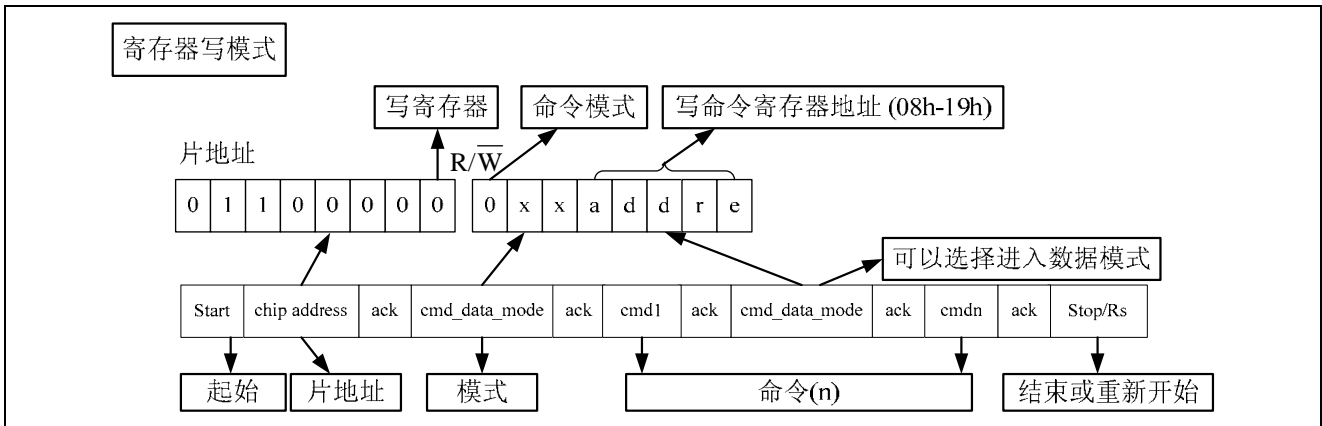 寄存器写模式
写寄存器 命令模式 写命令寄存器地址 (08h-19h)
片地址 R/W̅
0 1 1 0 0 0 0 0 0 x x a d d r e
可以选择进入数据模式
Start chip address ack cmd_data_mode ack cmd1 ack cmd_data_mode ack cmdn ack Stop/Rs
起始 片地址 模式 命令(n) 结束或重新开始